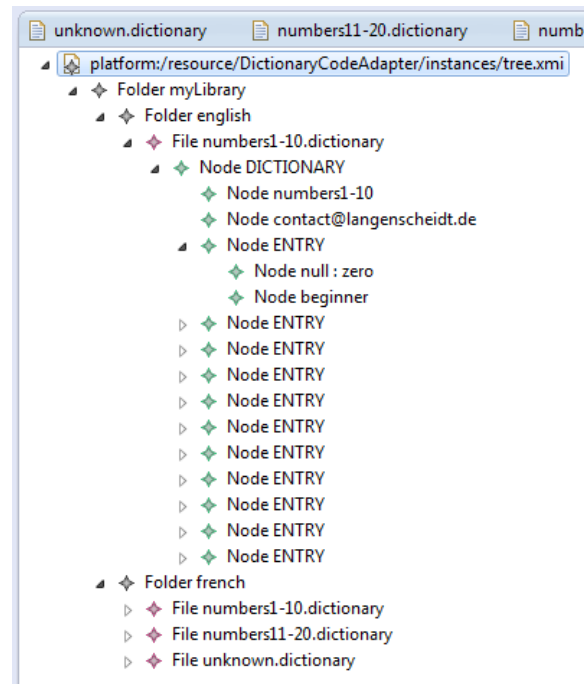 unknown.dictionary numbers11-20.dictionary numb
platform:/resource/DictionaryCodeAdapter/instances/tree.xmi
Folder myLibrary
Folder english
File numbers1-10.dictionary
Node DICTIONARY
Node numbers1-10
Node contact@langenscheidt.de
Node ENTRY
Node null : zero
Node beginner
Node ENTRY
Node ENTRY
Node ENTRY
Node ENTRY
Node ENTRY
Node ENTRY
Node ENTRY
Node ENTRY
Node ENTRY
Node ENTRY
Folder french
File numbers1-10.dictionary
File numbers11-20.dictionary
File unknown.dictionary